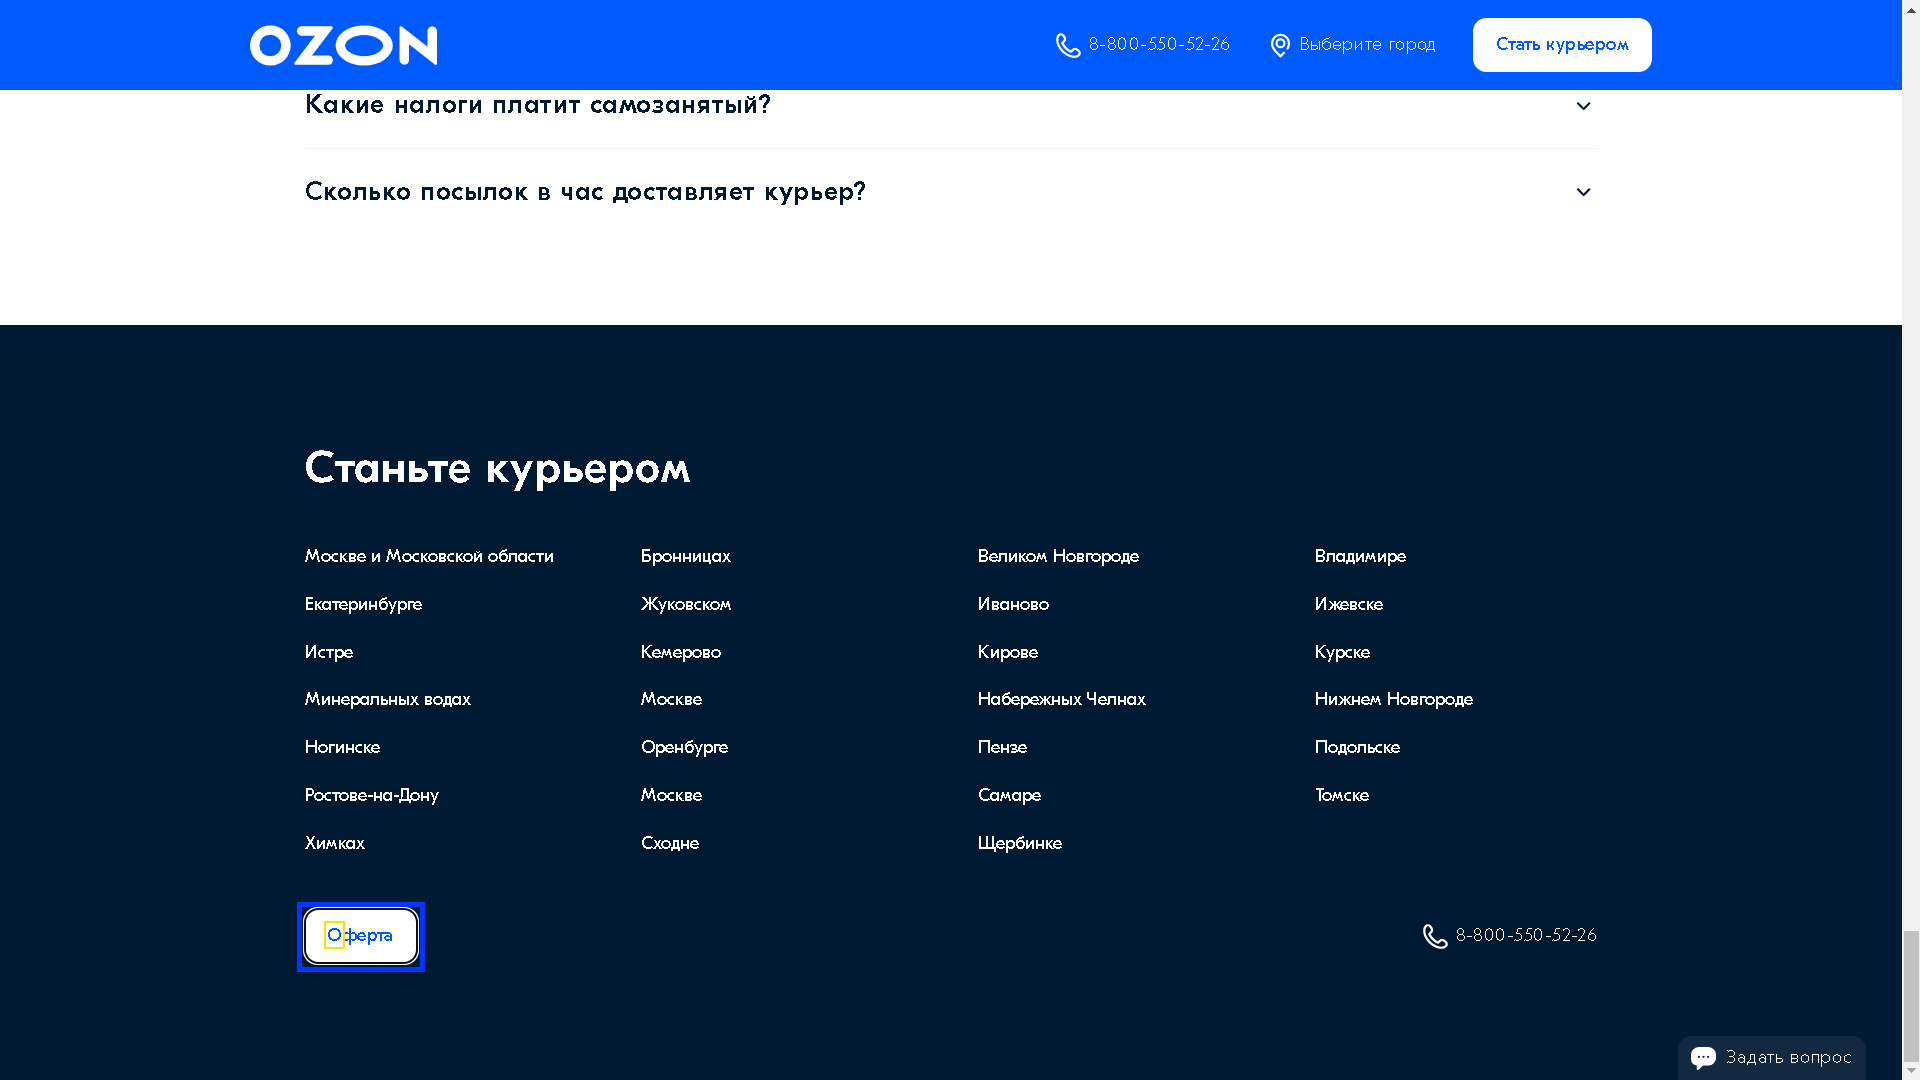 OZON
8-800-550-52-26
Выберите город
Стать курьером
Какие налоги платит самозанятый?
Сколько посылок в час доставляет курьер?
Станьте курьером
Москве и Московской области
Бронницах
Великом Новгороде
Владимире
Екатеринбурге
Жуковском
Иваново
Ижевске
Истре
Кемерово
Кирове
Курске
Минеральных водах
Москве
Набережных Челнах
Нижнем Новгороде
Ногинске
Оренбурге
Пензе
Подольске
Ростове-на-Дону
Москве
Самаре
Томске
Химках
Сходне
Щербинке
Оферта
8-800-550-52-26
Задать вопрос